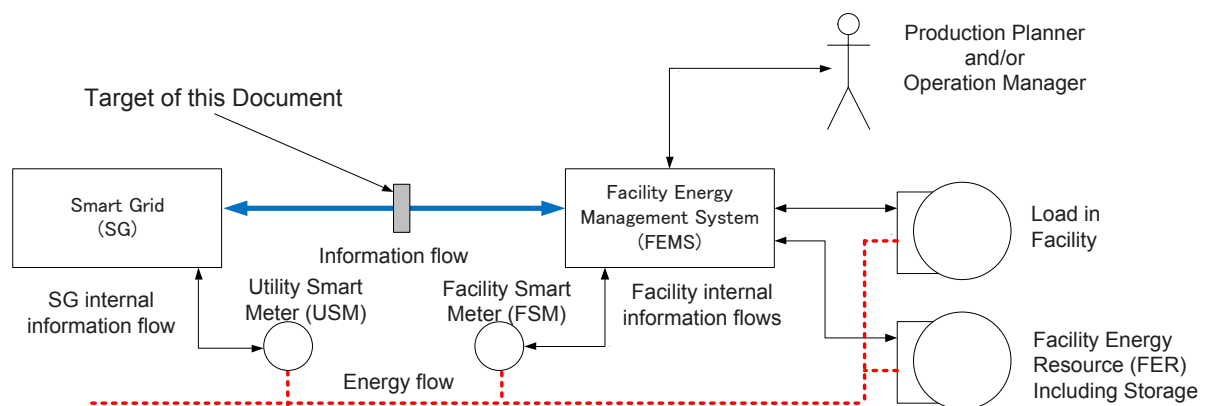 Production Planner
and/or
Operation Manager
Target of this Document
Smart Grid
(SG)
Facility Energy
Management System
(FEMS)
Load in
Facility
Information flow
SG internal
information flow
Utility Smart
Meter (USM)
Facility Smart
Meter (FSM)
Facility internal
information flows
Facility Energy
Resource (FER)
Including Storage
Energy flow